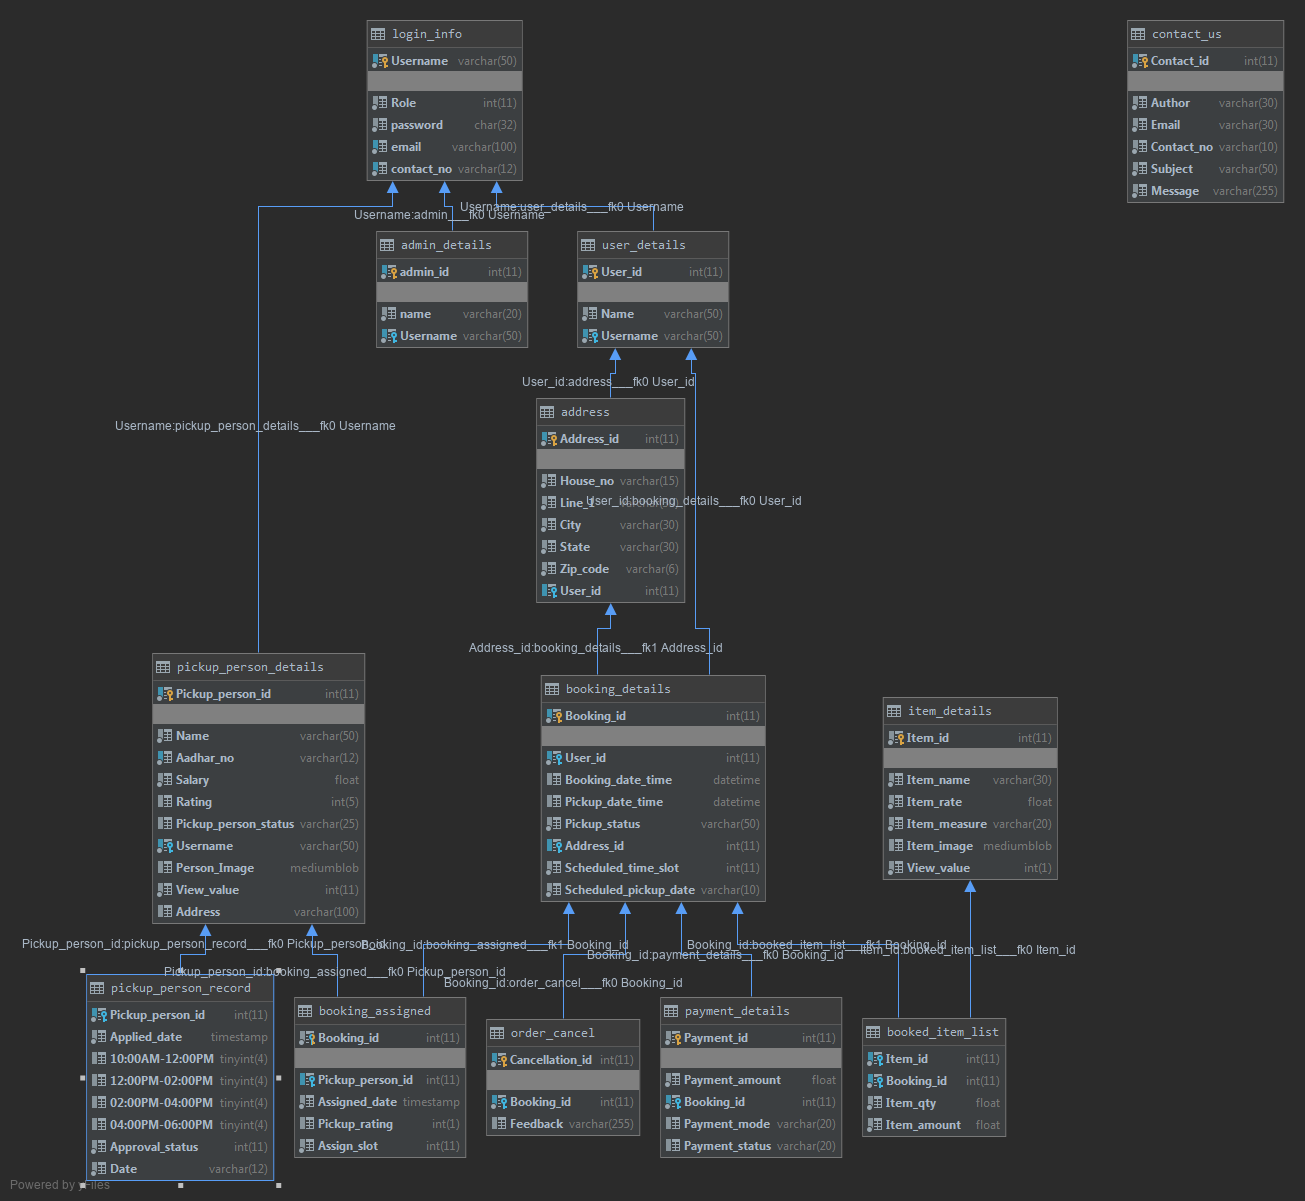 login_info
Username varchar(50)
Role int(11)
password char(32)
email varchar(100)
contact_no varchar(12)
contact_us
Contact_id int(11)
Author varchar(30)
Email varchar(30)
Contact_no varchar(10)
Subject varchar(50)
Message varchar(255)
Username:user_details___fk0 Username
Username:admin___fk0 Username
admin_details
admin_id int(11)
name varchar(20)
Username varchar(50)
user_details
User_id int(11)
Name varchar(50)
Username varchar(50)
User_id:address___fk0 User_id
Username:pickup_person_details___fk0 Username
address
Address_id int(11)
House_no varchar(15)
Line_1
City varchar(30)
State varchar(30)
Zip_code varchar(6)
User_id int(11)
User_id:booking_details___fk0 User_id
Address_id:booking_details___fk1 Address_id
pickup_person_details
Pickup_person_id int(11)
Name varchar(50)
Aadhar_no varchar(12)
Salary float
Rating int(5)
Pickup_person_status varchar(25)
Username varchar(50)
Person_Image mediumblob
View_value int(11)
Address varchar(100)
booking_details
Booking_id int(11)
User_id int(11)
Booking_date_time datetime
Pickup_date_time datetime
Pickup_status varchar(50)
Address_id int(11)
Scheduled_time_slot int(11)
Scheduled_pickup_date varchar(10)
item_details
Item_id int(11)
Item_name varchar(30)
Item_rate float
Item_measure varchar(20)
Item_image mediumblob
View_value int(1)
Pickup_person_id:pickup_person_record___fk0 Pickup_person_id
Booking_id:booking_assigned___fk1 Booking_id
Booking_id:booked_item_list___fk1 Booking_id
Item_id:booked_item_list___fk0 Item_id
Booking_id:payment_details___fk0 Booking_id
Pickup_person_id:booking_assigned___fk0 Pickup_person_id
Booking_id:order_cancel___fk0 Booking_id
pickup_person_record
Pickup_person_id int(11)
Applied_date timestamp
10:00AM-12:00PM tinyint(4)
12:00PM-02:00PM tinyint(4)
02:00PM-04:00PM tinyint(4)
04:00PM-06:00PM tinyint(4)
Approval_status int(11)
Date varchar(12)
booking_assigned
Booking_id int(11)
Pickup_person_id int(11)
Assigned_date timestamp
Pickup_rating int(1)
Assign_slot int(11)
order_cancel
Cancellation_id int(11)
Booking_id int(11)
Feedback varchar(255)
payment_details
Payment_id int(11)
Payment_amount float
Booking_id int(11)
Payment_mode varchar(20)
Payment_status varchar(20)
booked_item_list
Item_id int(11)
Booking_id int(11)
Item_qty float
Item_amount float
Powered by yFiles